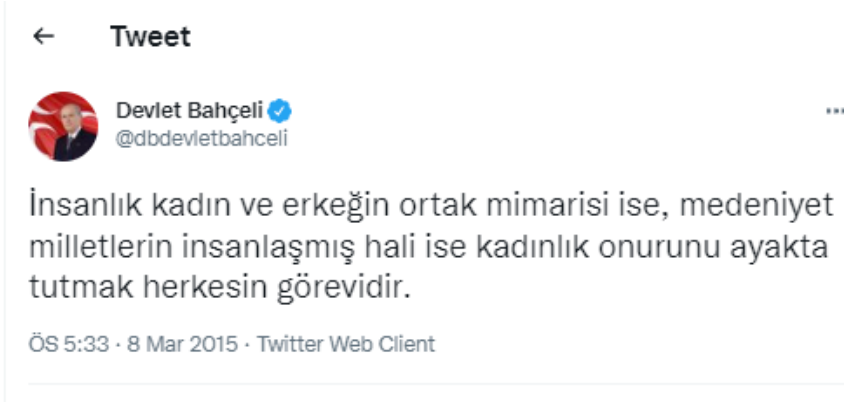 Tweet
Devlet Bahçeli
@dbdevletbahceli
İnsanlık kadın ve erkeğin ortak mimarisi ise, medeniyet
milletlerin insanlaşmış hali ise kadınlık onurunu ayakta
tutmak herkesin görevidir.
ÖS 5:33 · 8 Mar 2015 · Twitter Web Client